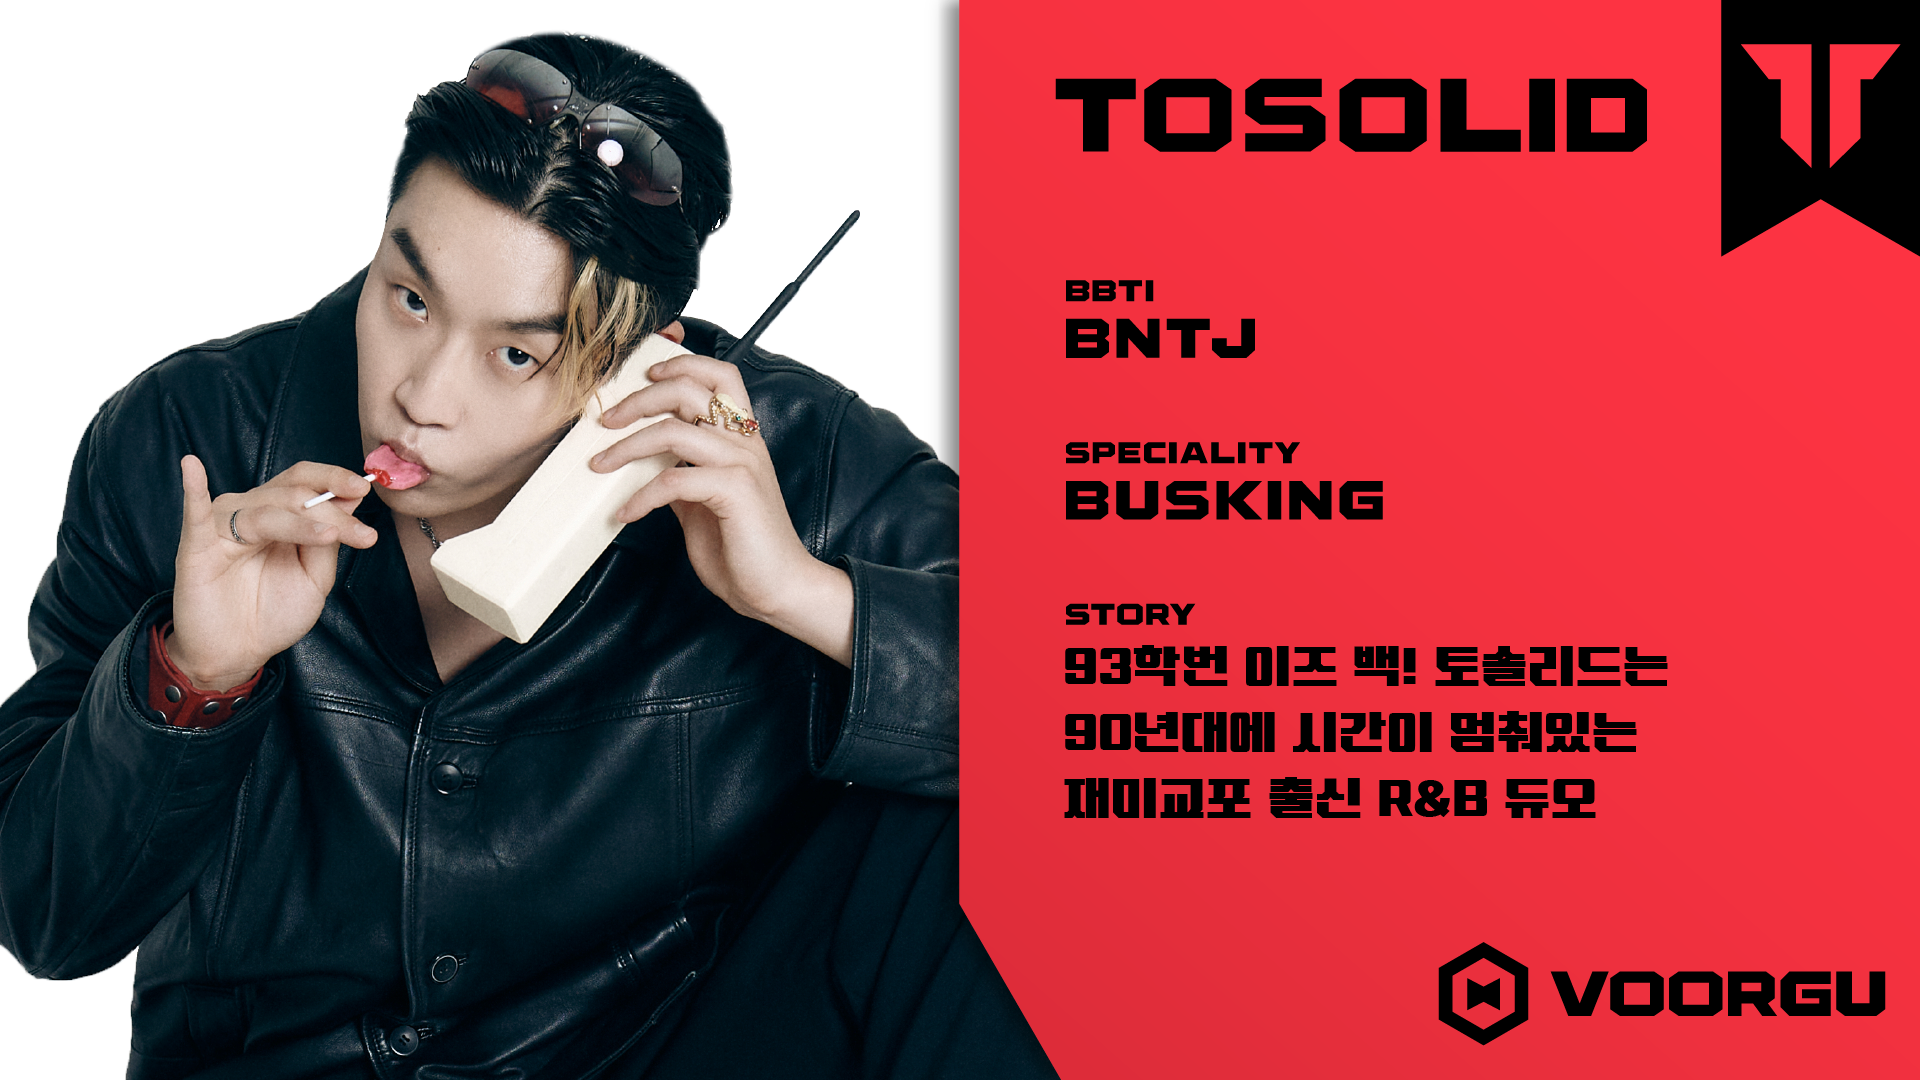 TOSOLID
BBTI
BNTJ
SPECIALITY
BUSKING
STORY
93학번 이즈 백! 토솔리드는
90년대에 시간이 멈춰있는
재미교포 출신 R&B 듀오
VOORGU